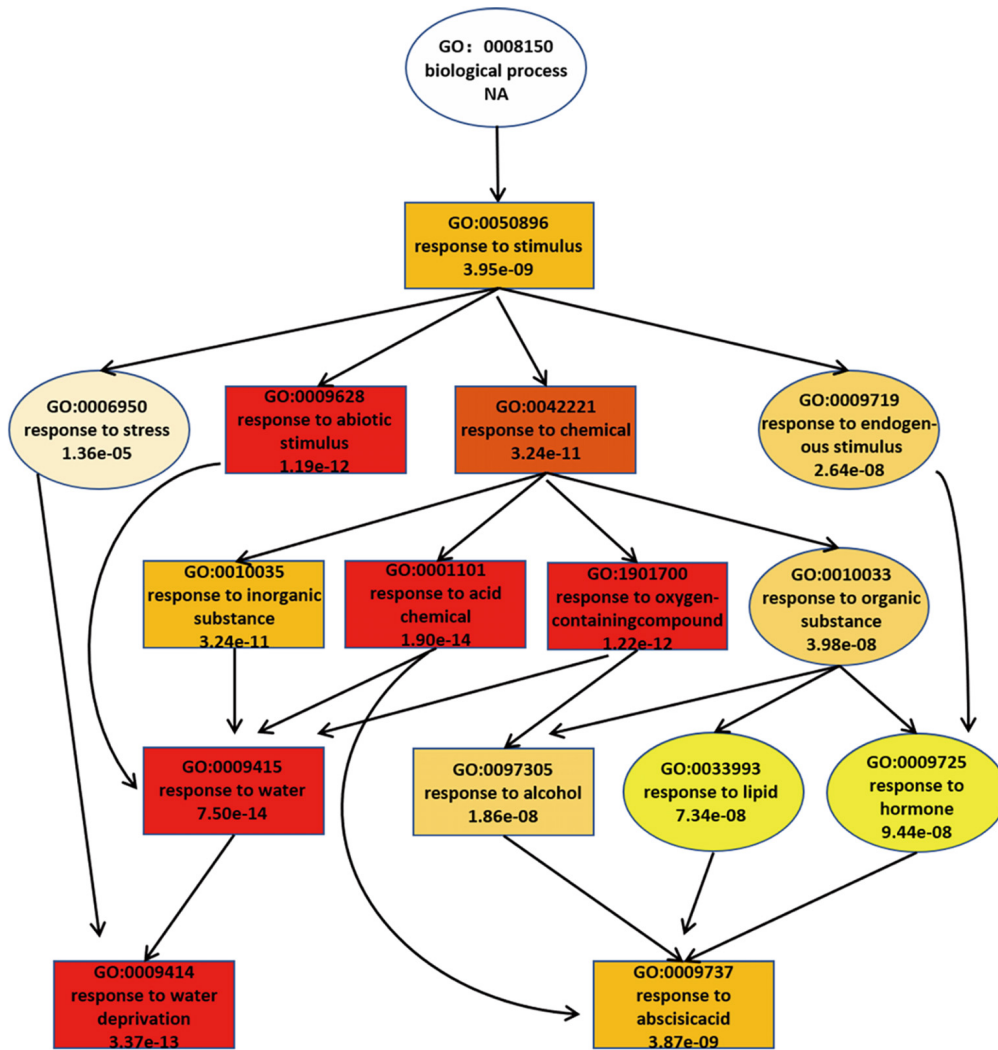 GO: 0008150
biological process
NA
GO:0050896
response to stimulus
3.95e-09
GO:0006950
response to stress
1.36e-05
GO:0009628
response to abiotic
stimulus
1.19e-12
GO:0042221
response to chemical
3.24e-11
GO:0009719
response to endogen-
ous stimulus
2.64e-08
GO:0010035
response to inorganic
substance
3.24e-11
GO:0001101
response to acid
chemical
1.90e-14
GO:1901700
response to oxygen-
containingcompound
1.22e-12
GO:0010033
response to organic
substance
3.98e-08
GO:0009415
response to water
7.50e-14
GO:0097305
response to alcohol
1.86e-08
GO:0033993
response to lipid
7.34e-08
GO:0009725
response to
hormone
9.44e-08
GO:0009414
response to water
deprivation
3.37e-13
GO:0009737
response to
abscisicacid
3.87e-09